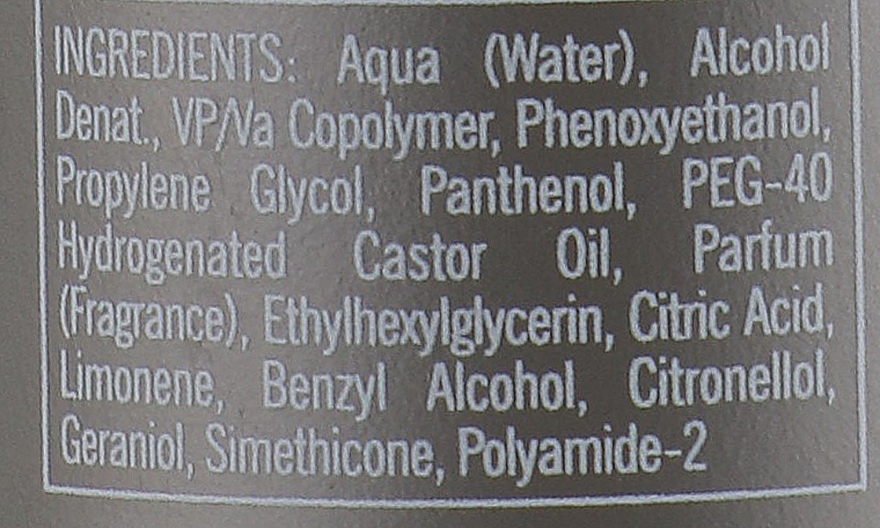 INGREDIENTS: Aqua (Water), Alcohol
Denat., VP/Va Copolymer, Phenoxyethanol,
Propylene Glycol, Panthenol, PEG-40
Hydrogenated Castor Oil, Parfum
(Fragrance), Ethylhexylglycerin, Citric Acid,
Limonene, Benzyl Alcohol, Citronellol,
Geraniol, Simethicone, Polyamide-2